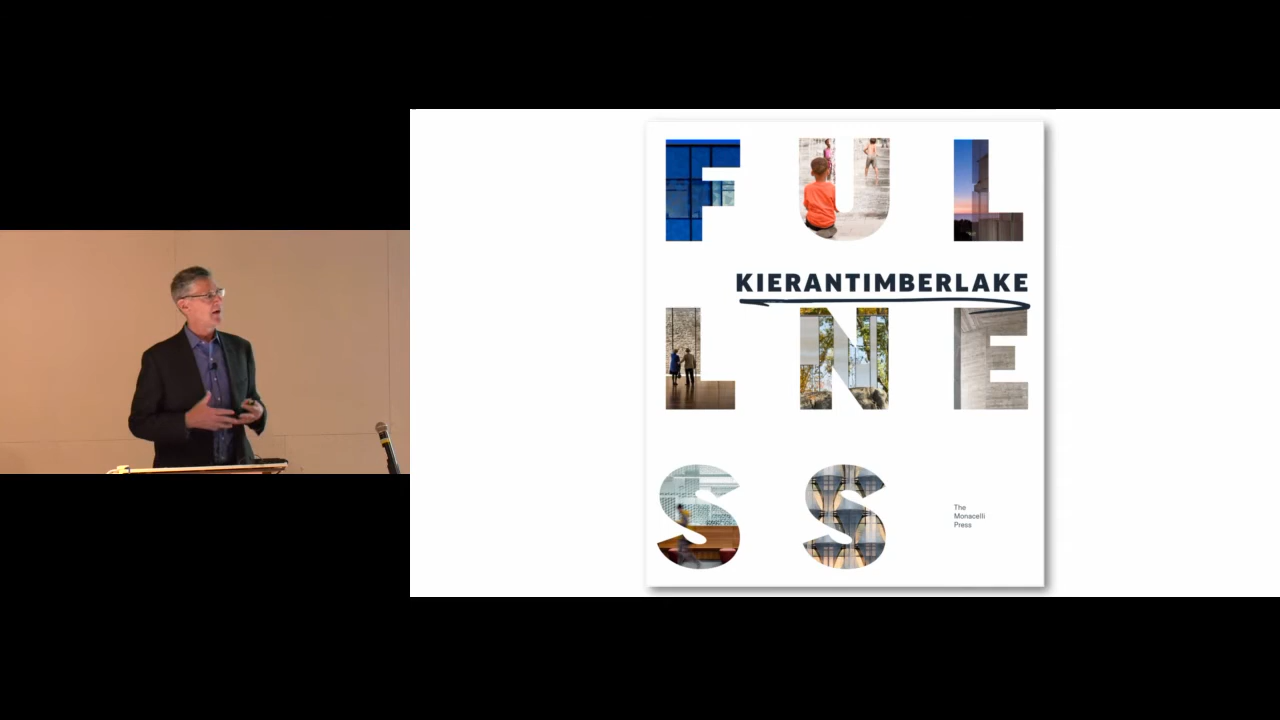 FUL
KIERANTIMBERLAKE
LNE
SS
The
Monacelli
Press